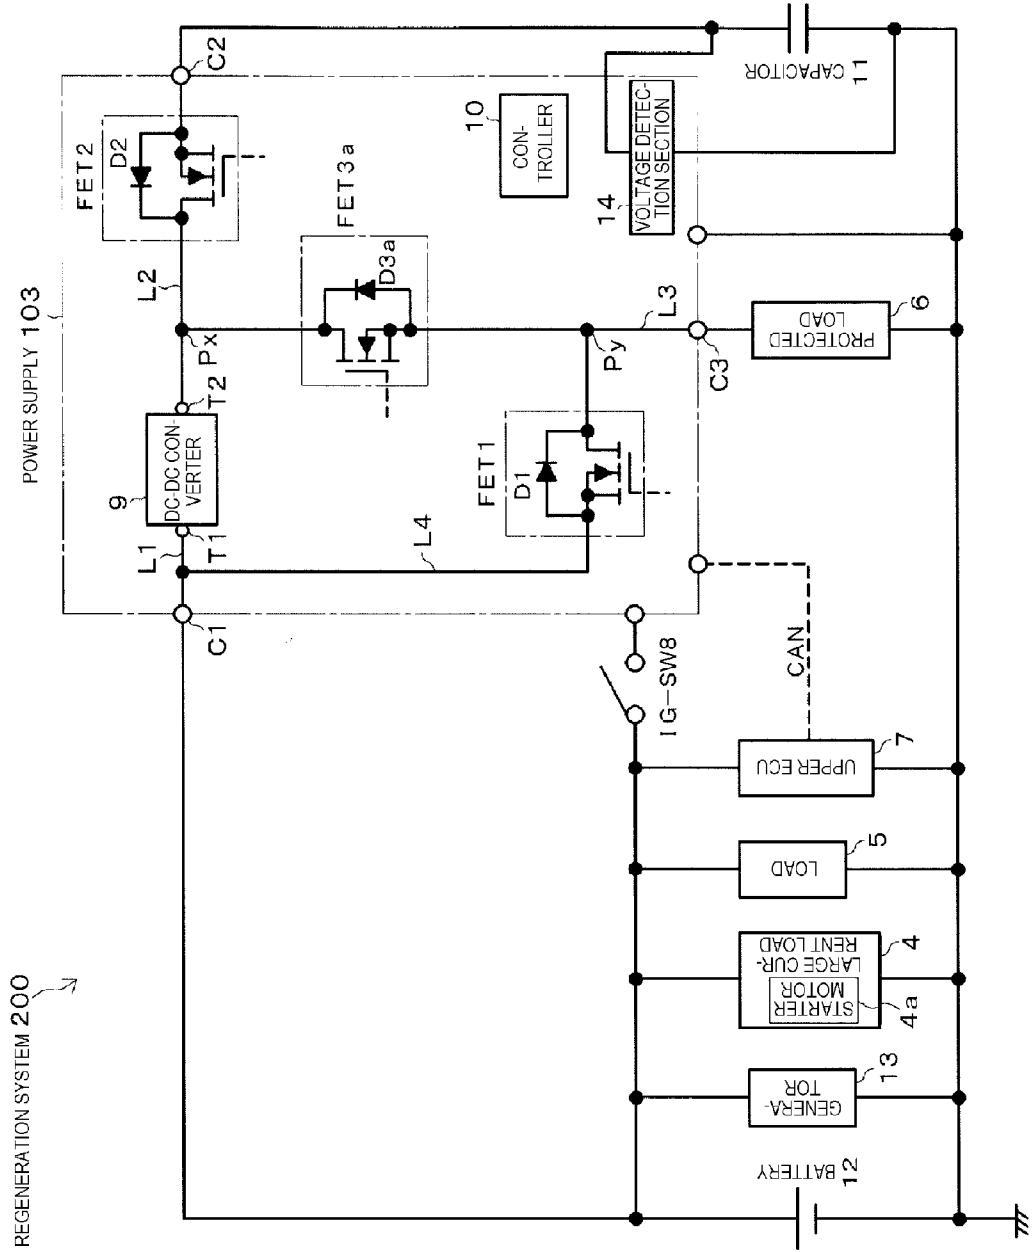 REGENERATION SYSTEM 200
POWER SUPPLY 103
FET2
D2
C2
L2
FET3a
D3a
10
CON-
TROLLER
14
VOLTAGE DETEC-
TION SECTION
CAPACITOR
11
Px
T2
9
DC-DC CON-
VERTER
T1
L1
C1
L4
FET1
D1
Py
L3
C3
PROTECTED
LOAD
6
IG-SW8
CAN
UPPER ECU
7
LOAD
5
LARGE CUR-
RENT LOAD
STARTER
MOTOR
4
4a
GENERA-
TOR
13
BATTERY
12